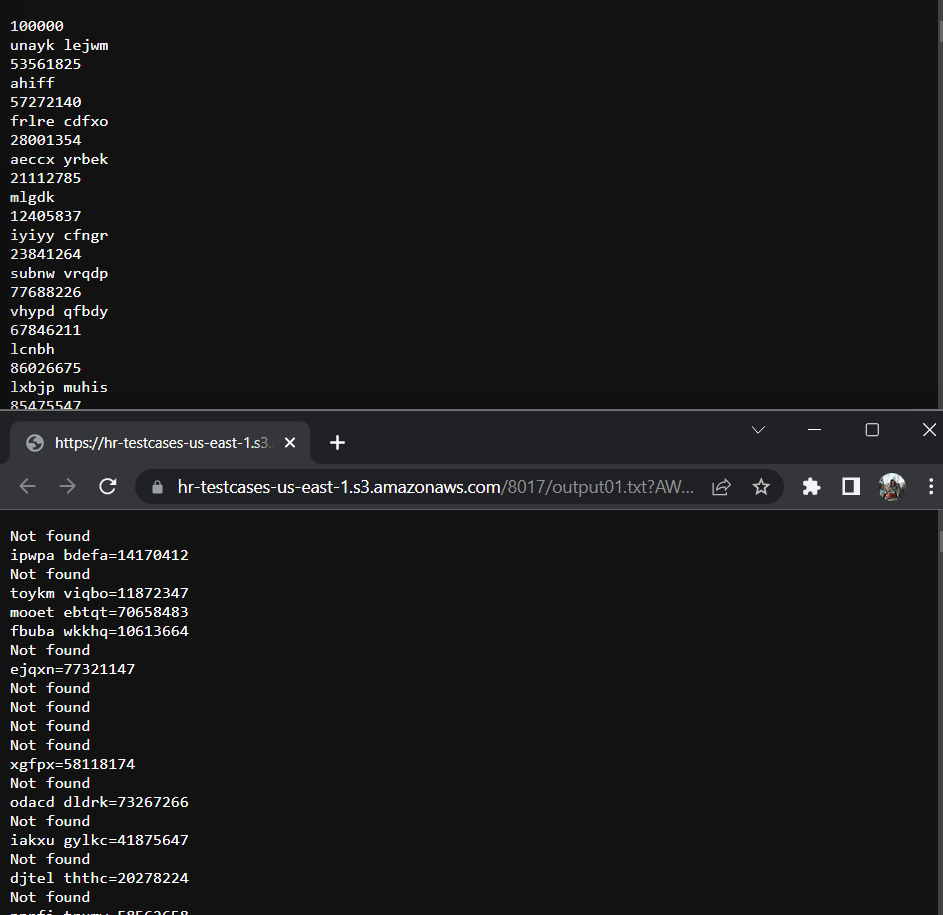 100000
unayk lejwm
53561825
ahiff
57272140
frlre cdfxo
28001354
aeccx yrbek
21112785
mlgdk
12405837
iyiyy cfngr
23841264
subnw vrqdp
77688226
vhypd qfbdy
67846211
lcnbh
86026675
lxbjp muhis
85475547
https://hr-testcases-us-east-1.s3.
hr-testcases-us-east-1.s3.amazonaws.com/8017/output01.txt?AW...
Not found
ipwpa bdefa=14170412
Not found
toykm viqbo=11872347
mooet ebtqt=70658483
fbuba wkkhq=10613664
Not found
ejqxn=77321147
Not found
Not found
Not found
Not found
xgfpx=58118174
Not found
odacd dldrk=73267266
Not found
iakxu gylkc=41875647
Not found
djtel ththc=20278224
Not found